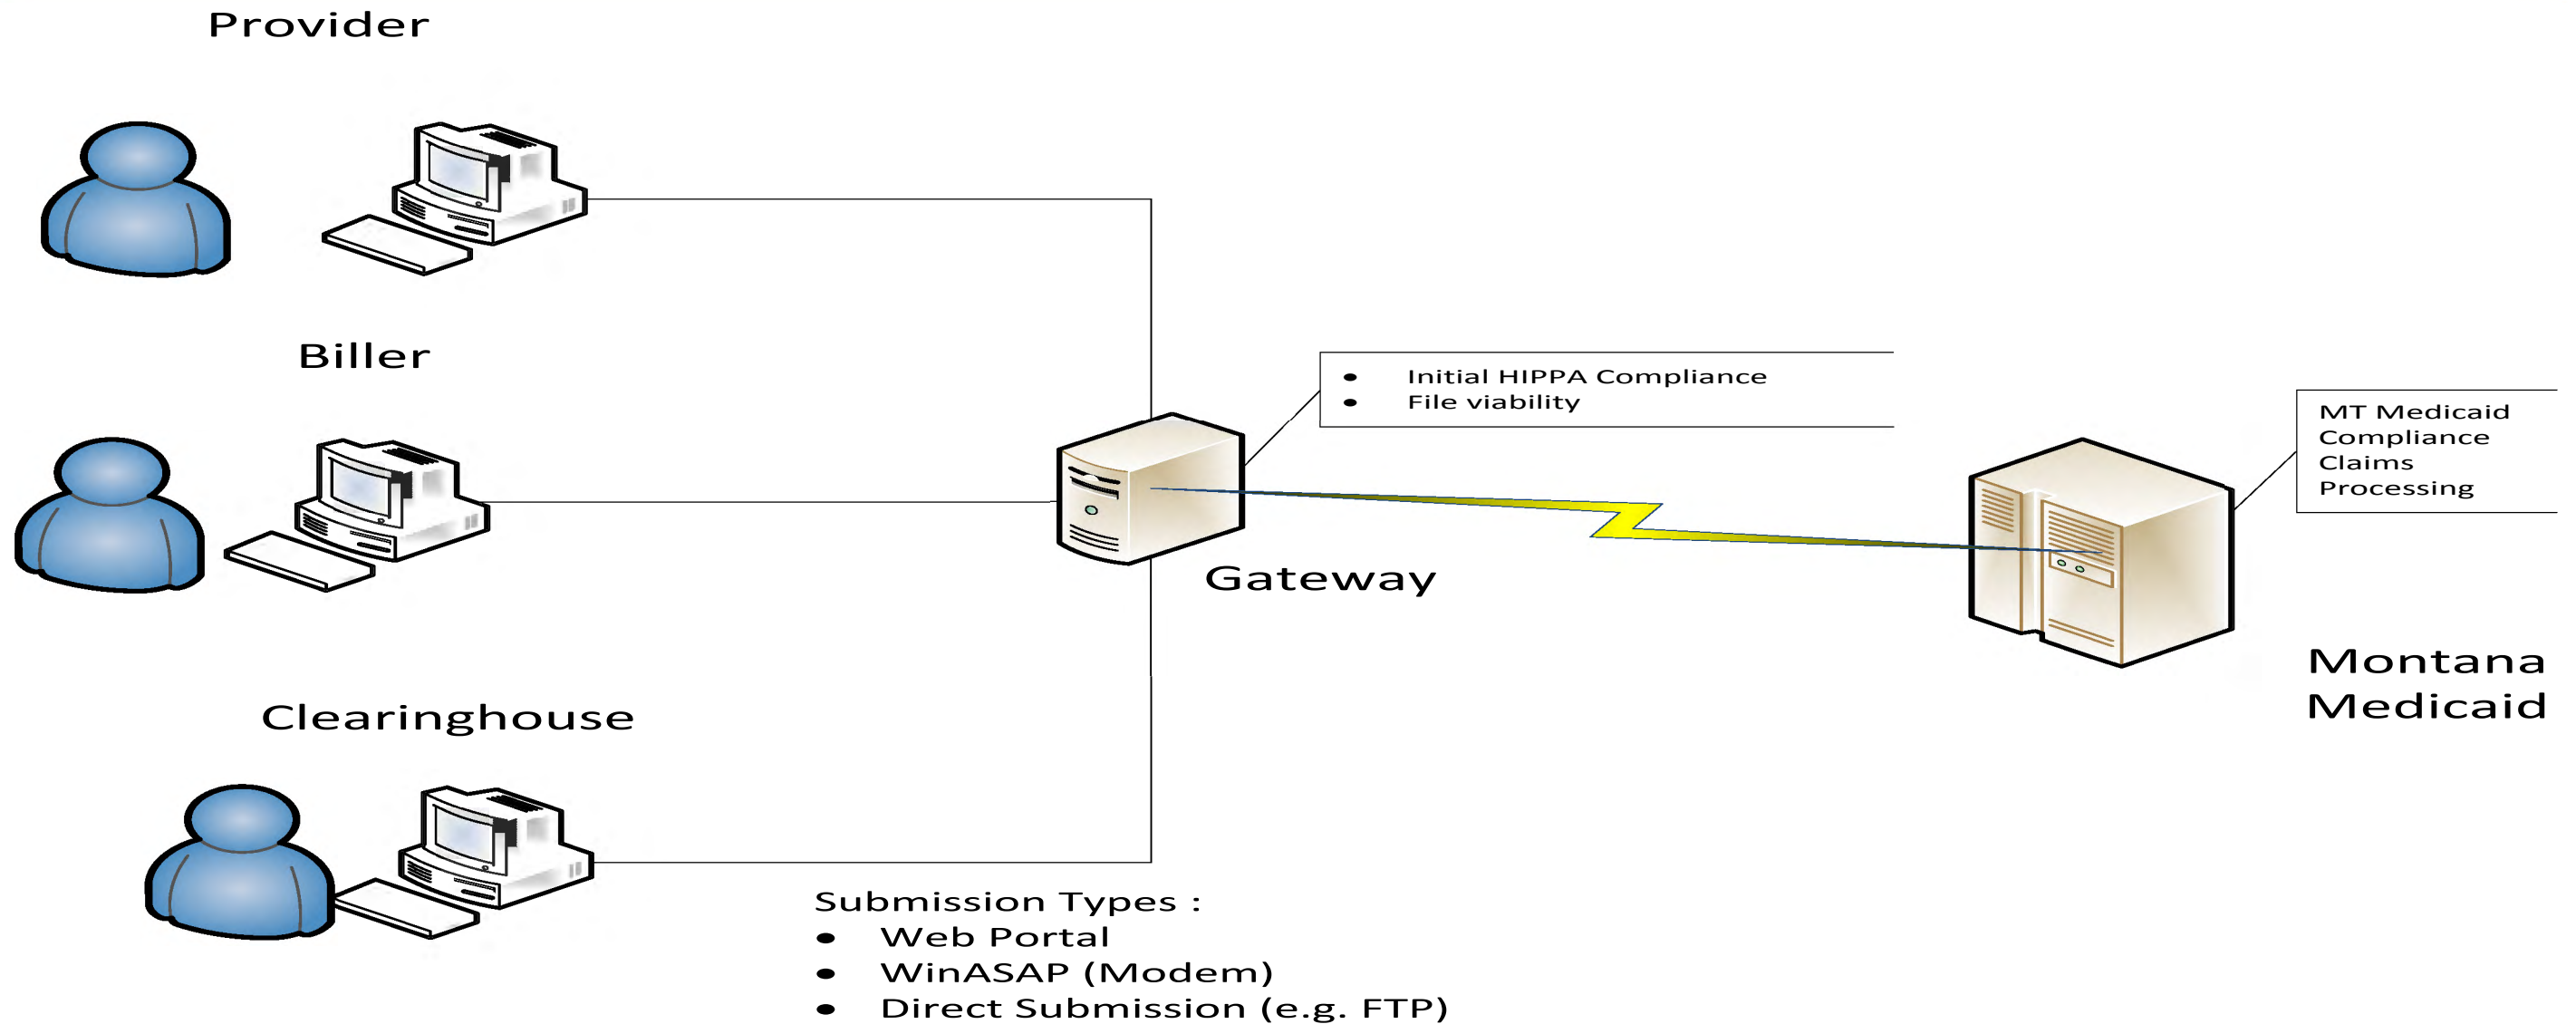 Provider
Biller
• Initial HIPPA Compliance
• File viability
MT Medicaid
Compliance
Claims
Processing
Gateway
Montana
Medicaid
Clearinghouse
Submission Types :
• Web Portal
• WinASAP (Modem)
• Direct Submission (e.g. FTP)